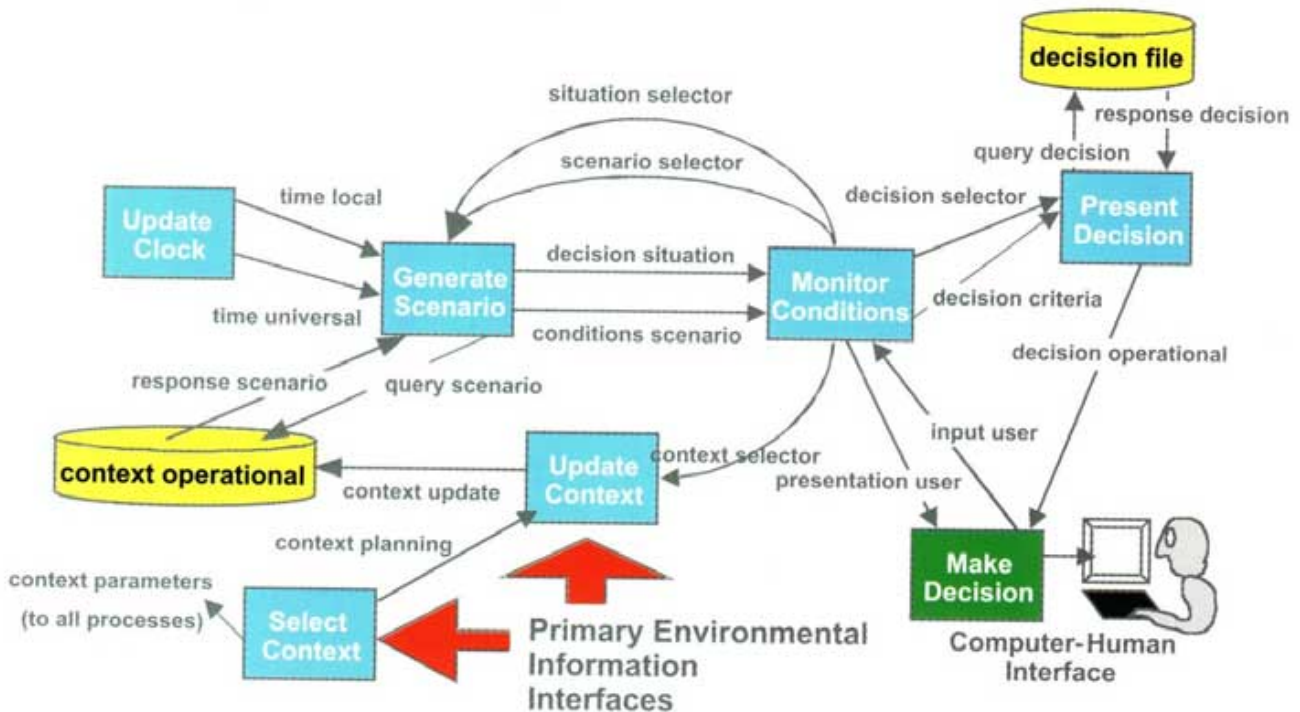 decision file
situation selector
response decision
query decision
scenario selector
decision selector
time local
Update
Clock
Present
Decision
Generate
Scenario
decision situation
Monitor
Conditions
decision criteria
time universal
conditions scenario
decision operational
response scenario
query scenario
input user
context operational
Update
Context
context selector
presentation user
context update
context planning
Make
Decision
context parameters
(to all processes)
Select
Context
Primary Environmental
Information
Interfaces
Computer-Human
Interface